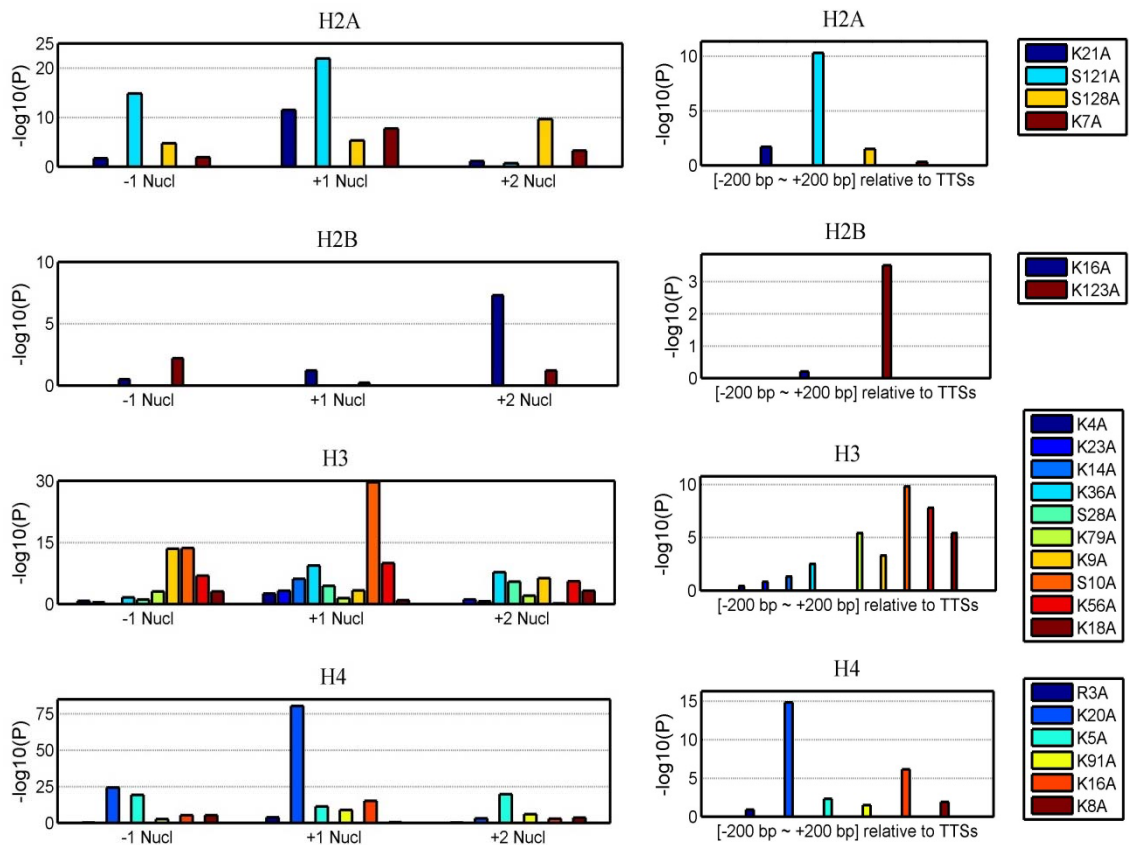 H2A
-log10(P)
25
20
10
0
-1 Nucl
+1 Nucl
+2 Nucl
H2A
-log10(P)
10
5
0
[-200 bp ~ +200 bp] relative to TTSs
K21A
S121A
S128A
K7A
H2B
-log10(P)
10
5
0
-1 Nucl
+1 Nucl
+2 Nucl
H2B
-log10(P)
3
2
1
0
[-200 bp ~ +200 bp] relative to TTSs
K16A
K123A
H3
-log10(P)
30
15
0
-1 Nucl
+1 Nucl
+2 Nucl
H3
-log10(P)
10
5
0
[-200 bp ~ +200 bp] relative to TTSs
K4A
K23A
K14A
K36A
S28A
K79A
K9A
S10A
K56A
K18A
H4
-log10(P)
75
50
25
0
-1 Nucl
+1 Nucl
+2 Nucl
H4
-log10(P)
15
10
5
0
[-200 bp ~ +200 bp] relative to TTSs
R3A
K20A
K5A
K91A
K16A
K8A